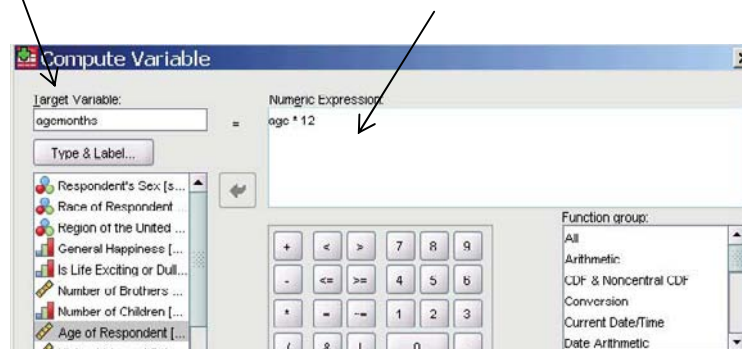 Compute Variable
Target Variable:
Numeric Expression:
agemonths
=
age * 12
Type & Label...
Respondent's Sex [s...
Race of Respondent
Region of the United ...
General Happiness [...
Is Life Exciting or Dull...
Number of Brothers ...
Number of Children [...
Age of Respondent [...
+ < > 7 8 9
- <= >= 4 5 6
* = ~= 1 2 3
/ & | 0 .
Function group:
All
Arithmetic
CDF & Noncentral CDF
Conversion
Current Date/Time
Date Arithmetic